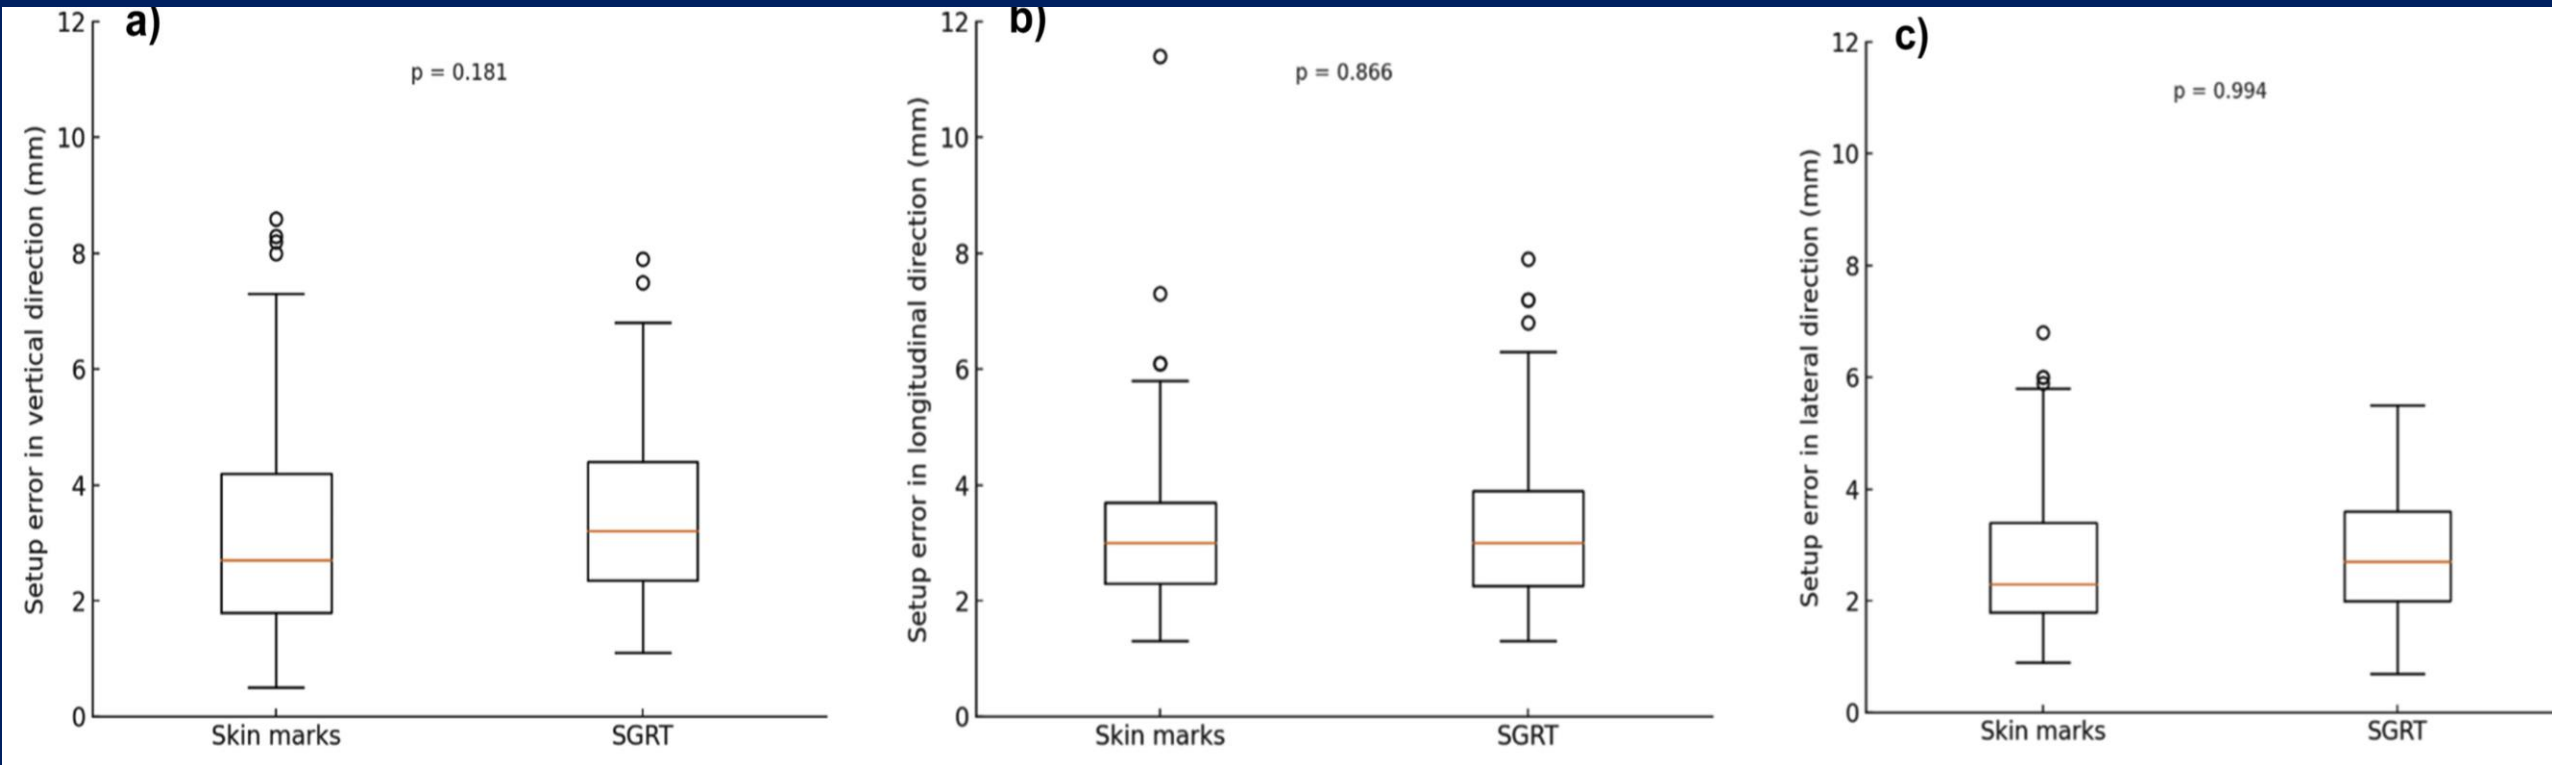 a)
p = 0.181
Setup error in vertical direction (mm)
12
10
8
6
4
2
0
Skin marks
SGRT
b)
p = 0.866
Setup error in longitudinal direction (mm)
12
10
8
6
4
2
0
Skin marks
SGRT
c)
p = 0.994
Setup error in lateral direction (mm)
12
10
8
6
4
2
0
Skin marks
SGRT